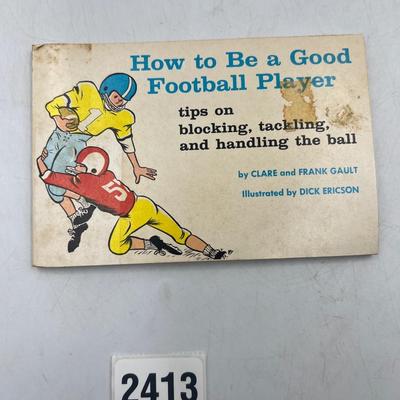 How to Be a Good
Football Player
tips on
blocking, tackling,
and handling the ball
by CLARE and FRANK GAULT
Illustrated by DICK ERICSON
1
5
2413